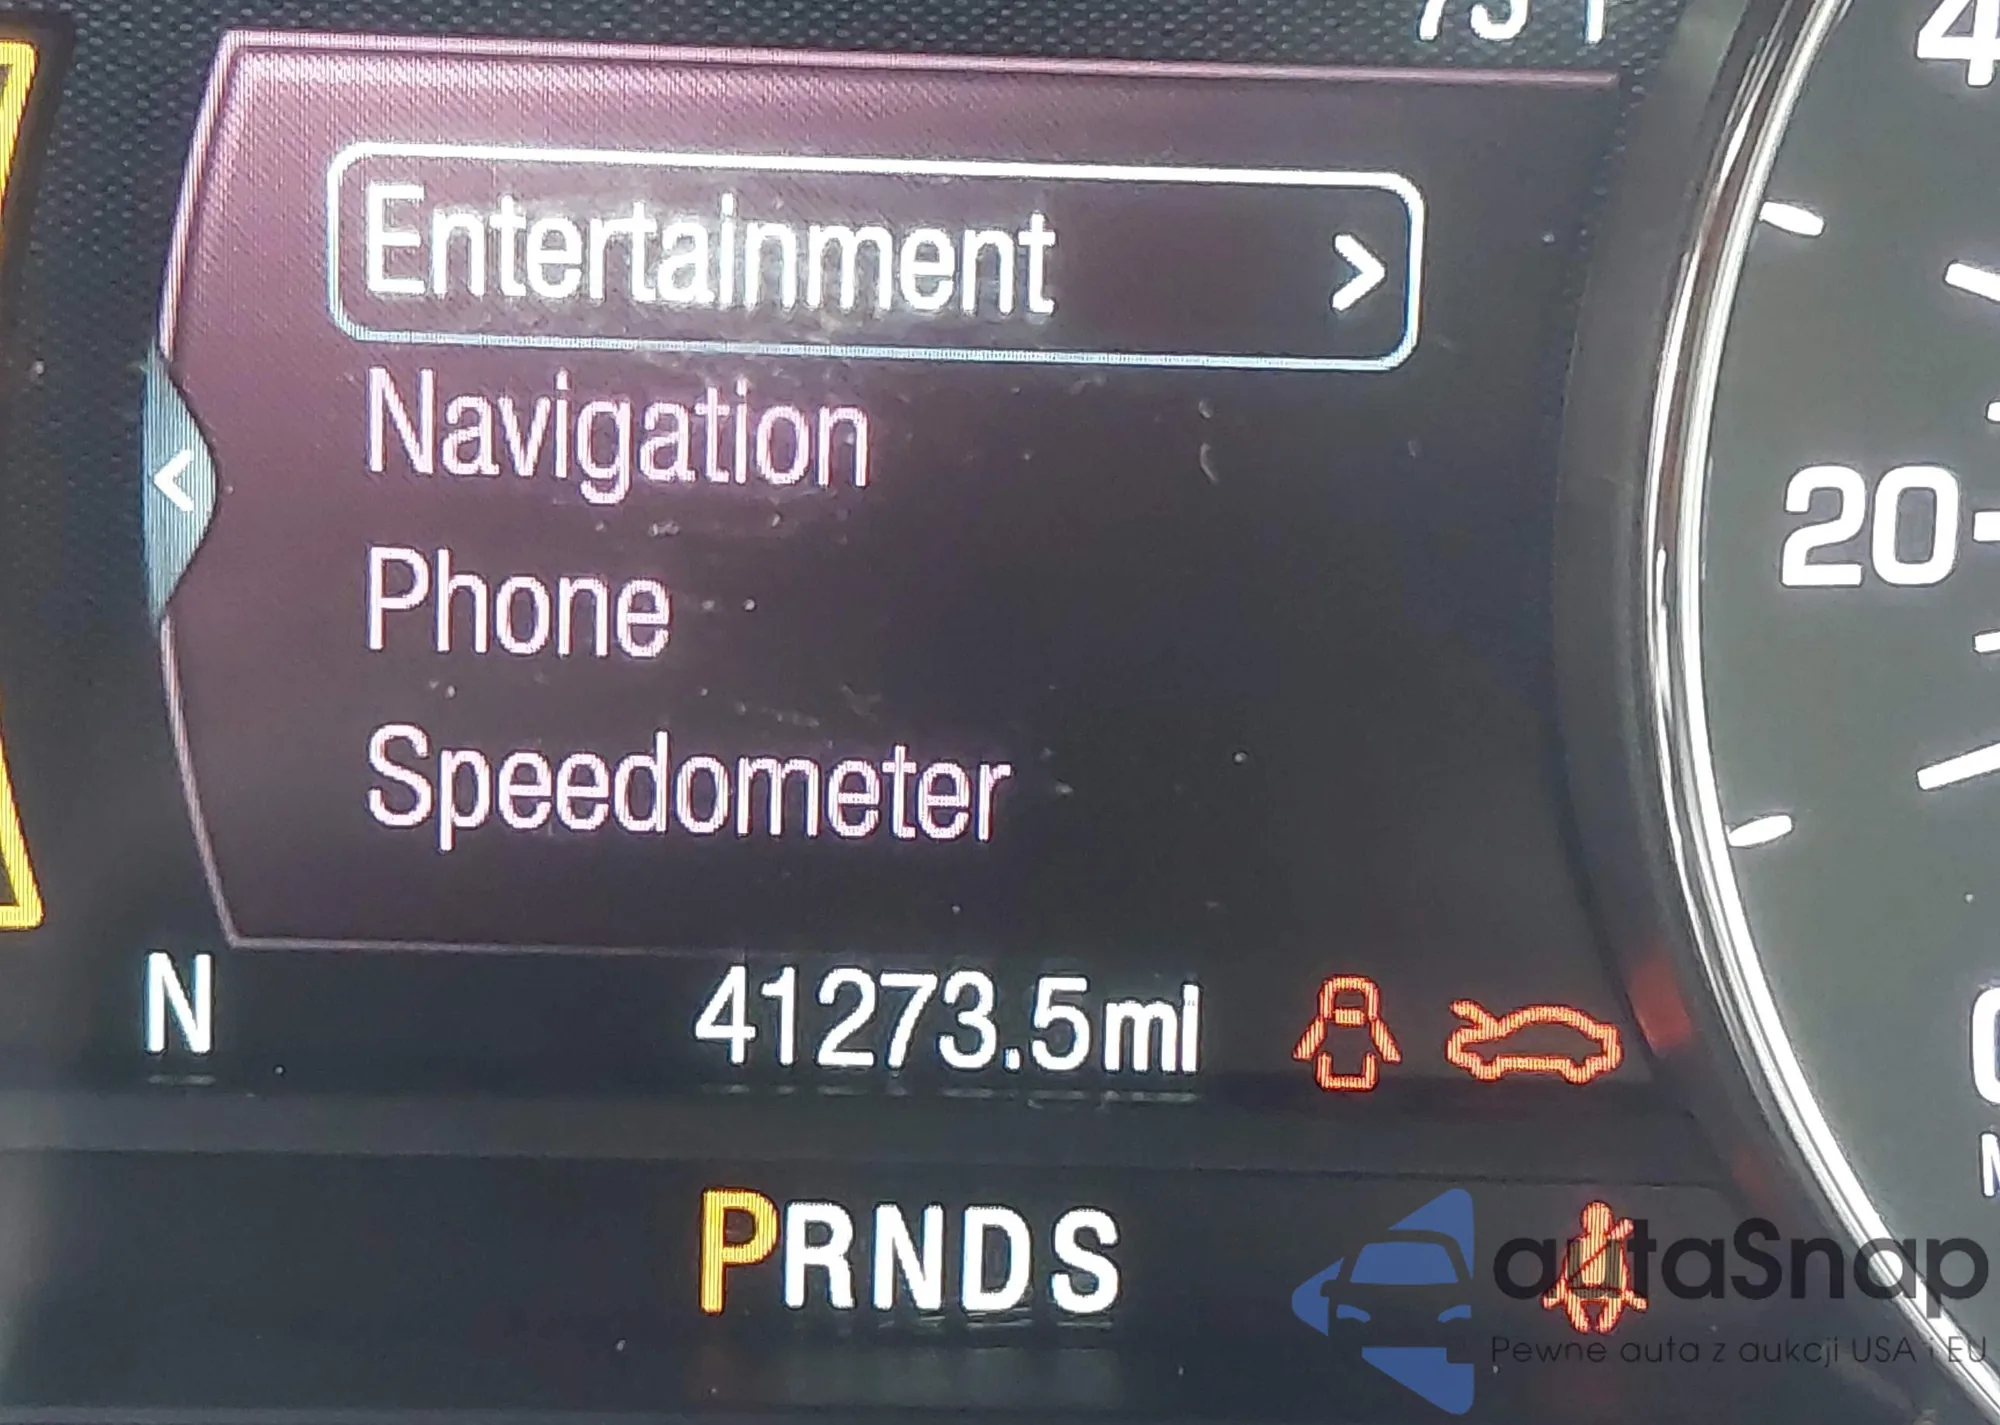 Entertainment >
Navigation
Phone
Speedometer
20
N
41273.5mi
PRNDS
autaSnap
Pewne auta z aukcji USA i EU